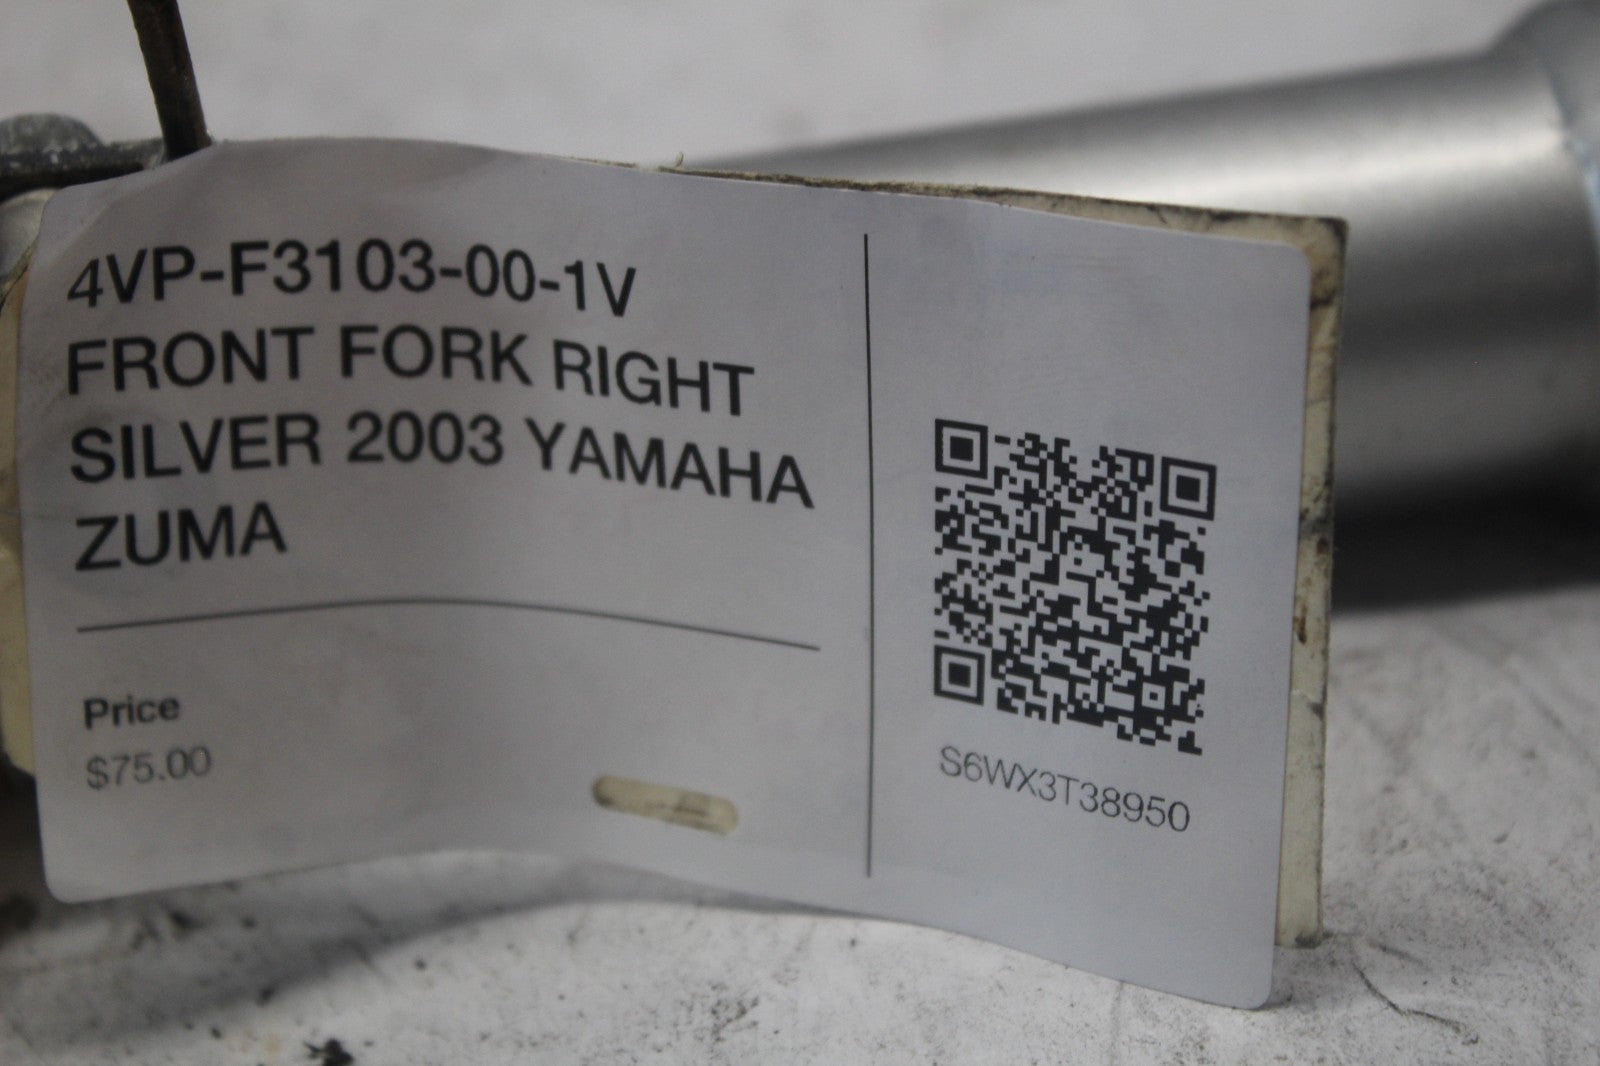 4VP-F3103-00-1V
FRONT FORK RIGHT
SILVER 2003 YAMAHA
ZUMA
Price
$75.00
S6WX3T38950